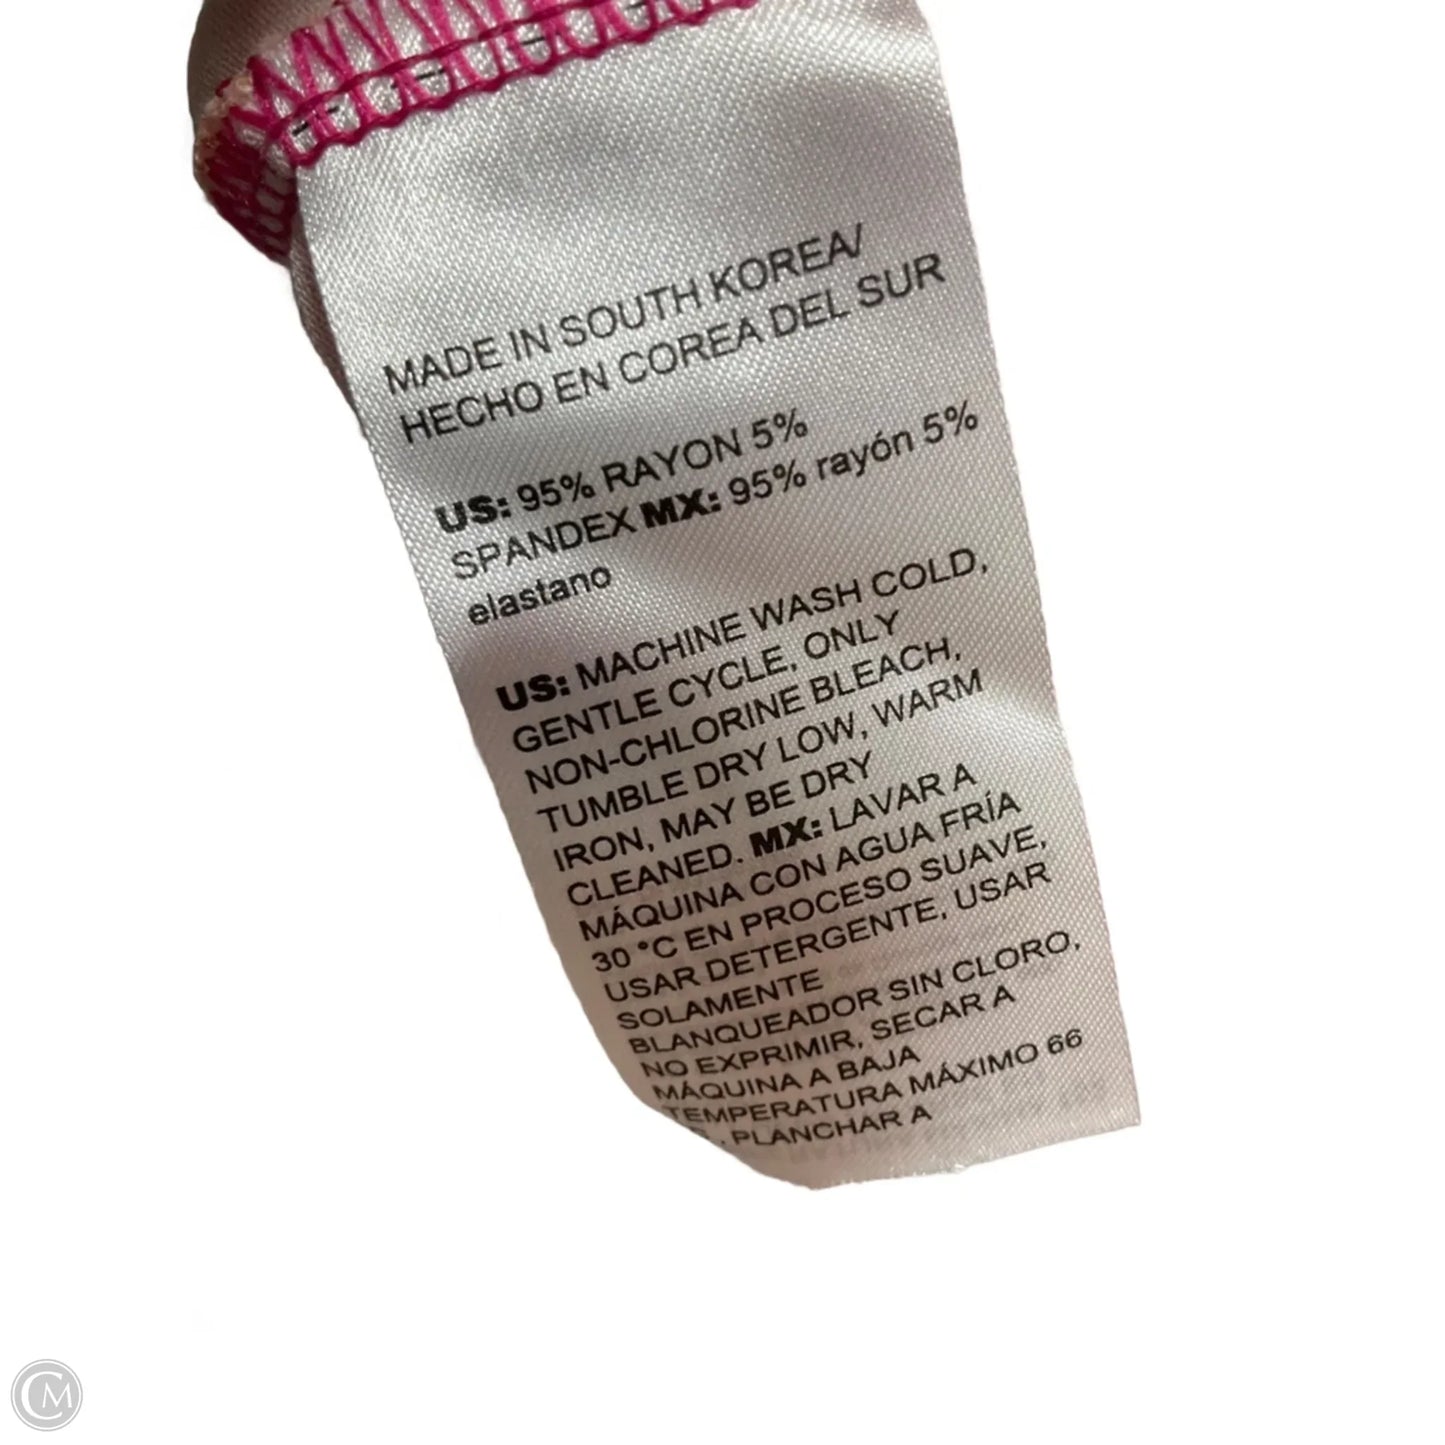 MADE IN SOUTH KOREA/
HECHO EN COREA DEL SUR
US: 95% RAYON 5%
SPANDEX MX: 95% rayón 5%
elastano
US: MACHINE WASH COLD,
GENTLE CYCLE, ONLY
NON-CHLORINE BLEACH,
TUMBLE DRY LOW, WARM
IRON, MAY BE DRY
CLEANED. MX: LAVAR A
MÁQUINA CON AGUA FRÍA
30 °C EN PROCESO SUAVE,
USAR DETERGENTE, USAR
SOLAMENTE
BLANQUEADOR SIN CLORO,
NO EXPRIMIR, SECAR A
MÁQUINA A BAJA
TEMPERATURA MÁXIMO 66
, PLANCHAR A
CM